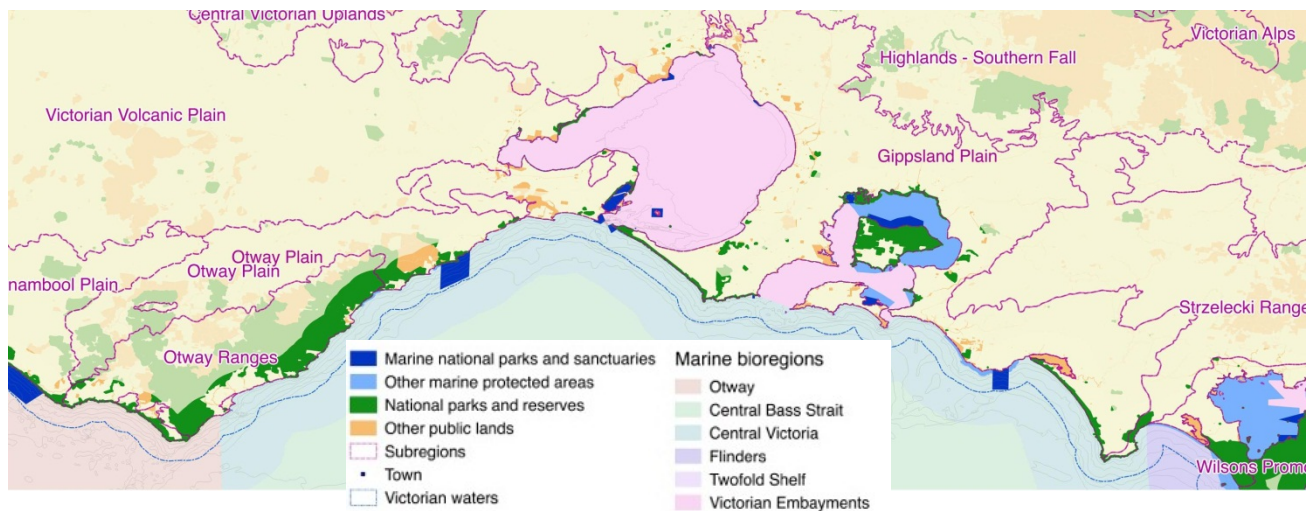 Central Victorian Uplands
Victorian Alps
Highlands - Southern Fall
Victorian Volcanic Plain
Gippsland Plain
Otway Plain
Otway Plain
nambool Plain
Strzelecki Range
Otway Ranges
Wilsons Promo
Marine national parks and sanctuaries
Other marine protected areas
National parks and reserves
Other public lands
Subregions
Town
Victorian waters
Marine bioregions
Otway
Central Bass Strait
Central Victoria
Flinders
Twofold Shelf
Victorian Embayments